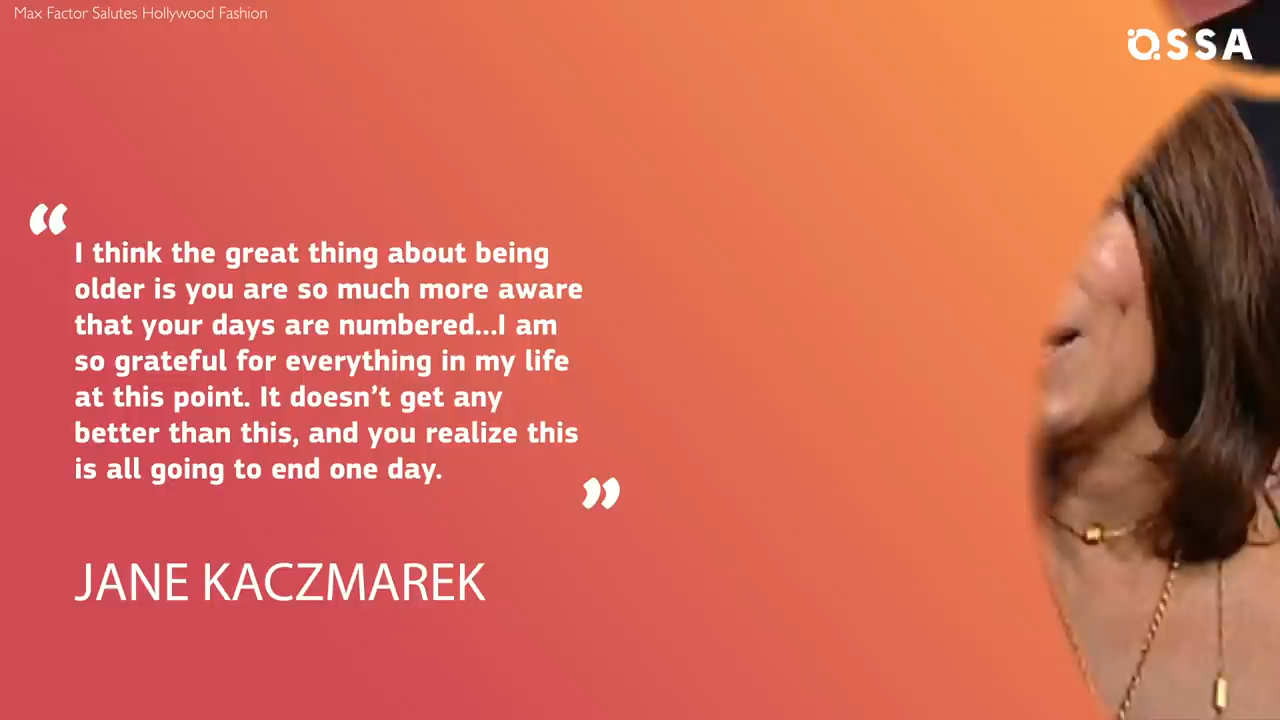 Max Factor Salutes Hollywood Fashion
OSSA
“
I think the great thing about being
older is you are so much more aware
that your days are numbered...I am
so grateful for everything in my life
at this point. It doesn’t get any
better than this, and you realize this
is all going to end one day.
”
JANE KACZMAREK